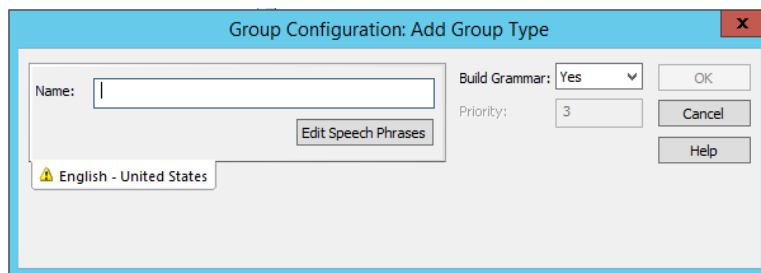 Group Configuration: Add Group Type
x
Name:
Edit Speech Phrases
English - United States
Build Grammar: Yes
Priority: 3
OK
Cancel
Help